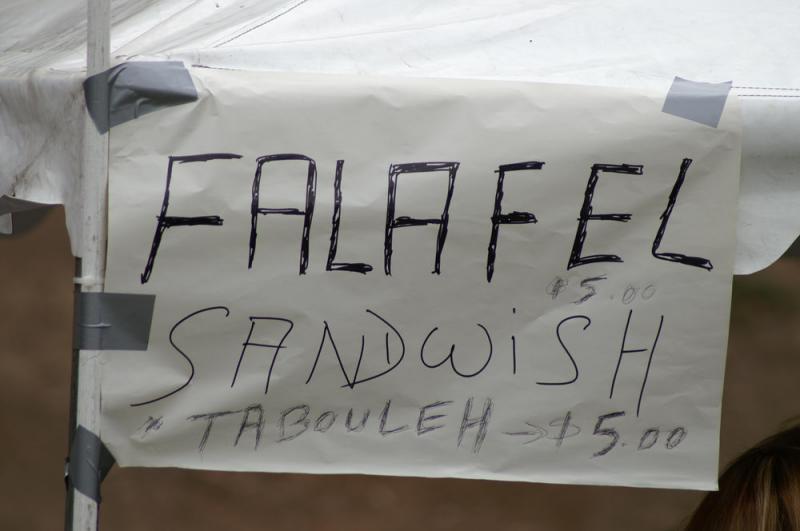 FALAFEL
$5.00
SANDWISH
* TABOULEH → $5.00